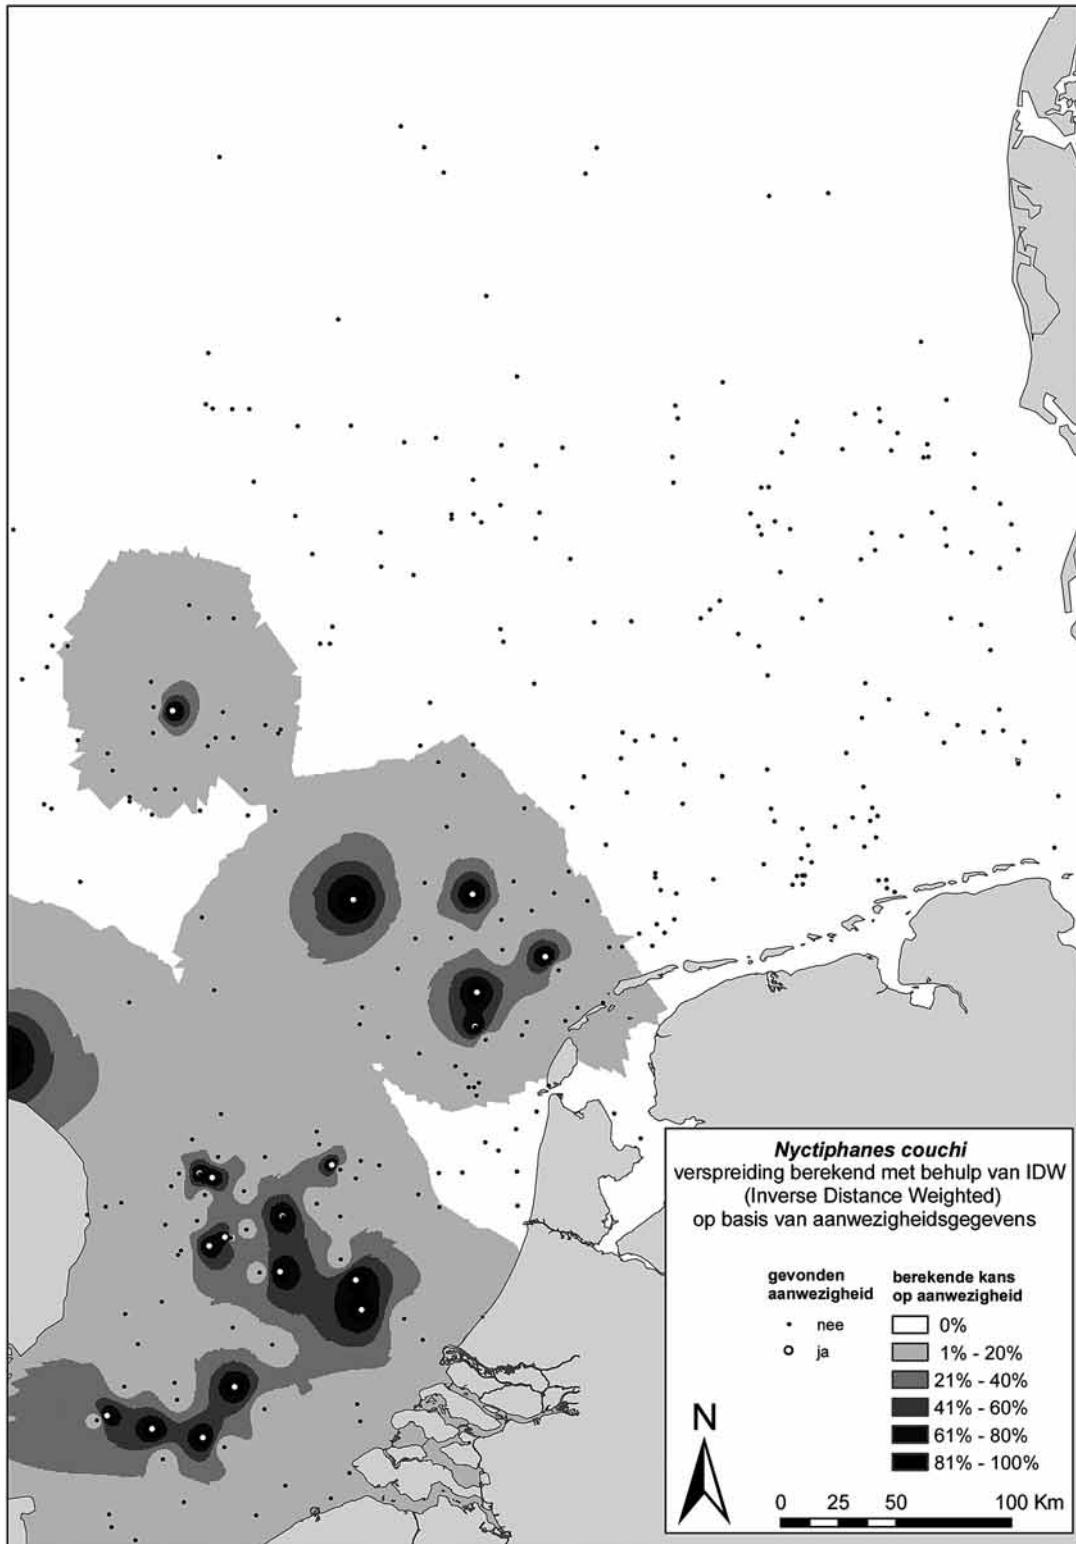 Nyctiphanes couchi
verspreiding berekend met behulp van IDW
(Inverse Distance Weighted)
op basis van aanwezigheidsgegevens
gevonden
aanwezigheid
nee
ja
berekende kans
op aanwezigheid
0%
1% - 20%
21% - 40%
41% - 60%
61% - 80%
81% - 100%
N
0 25 50 100 Km